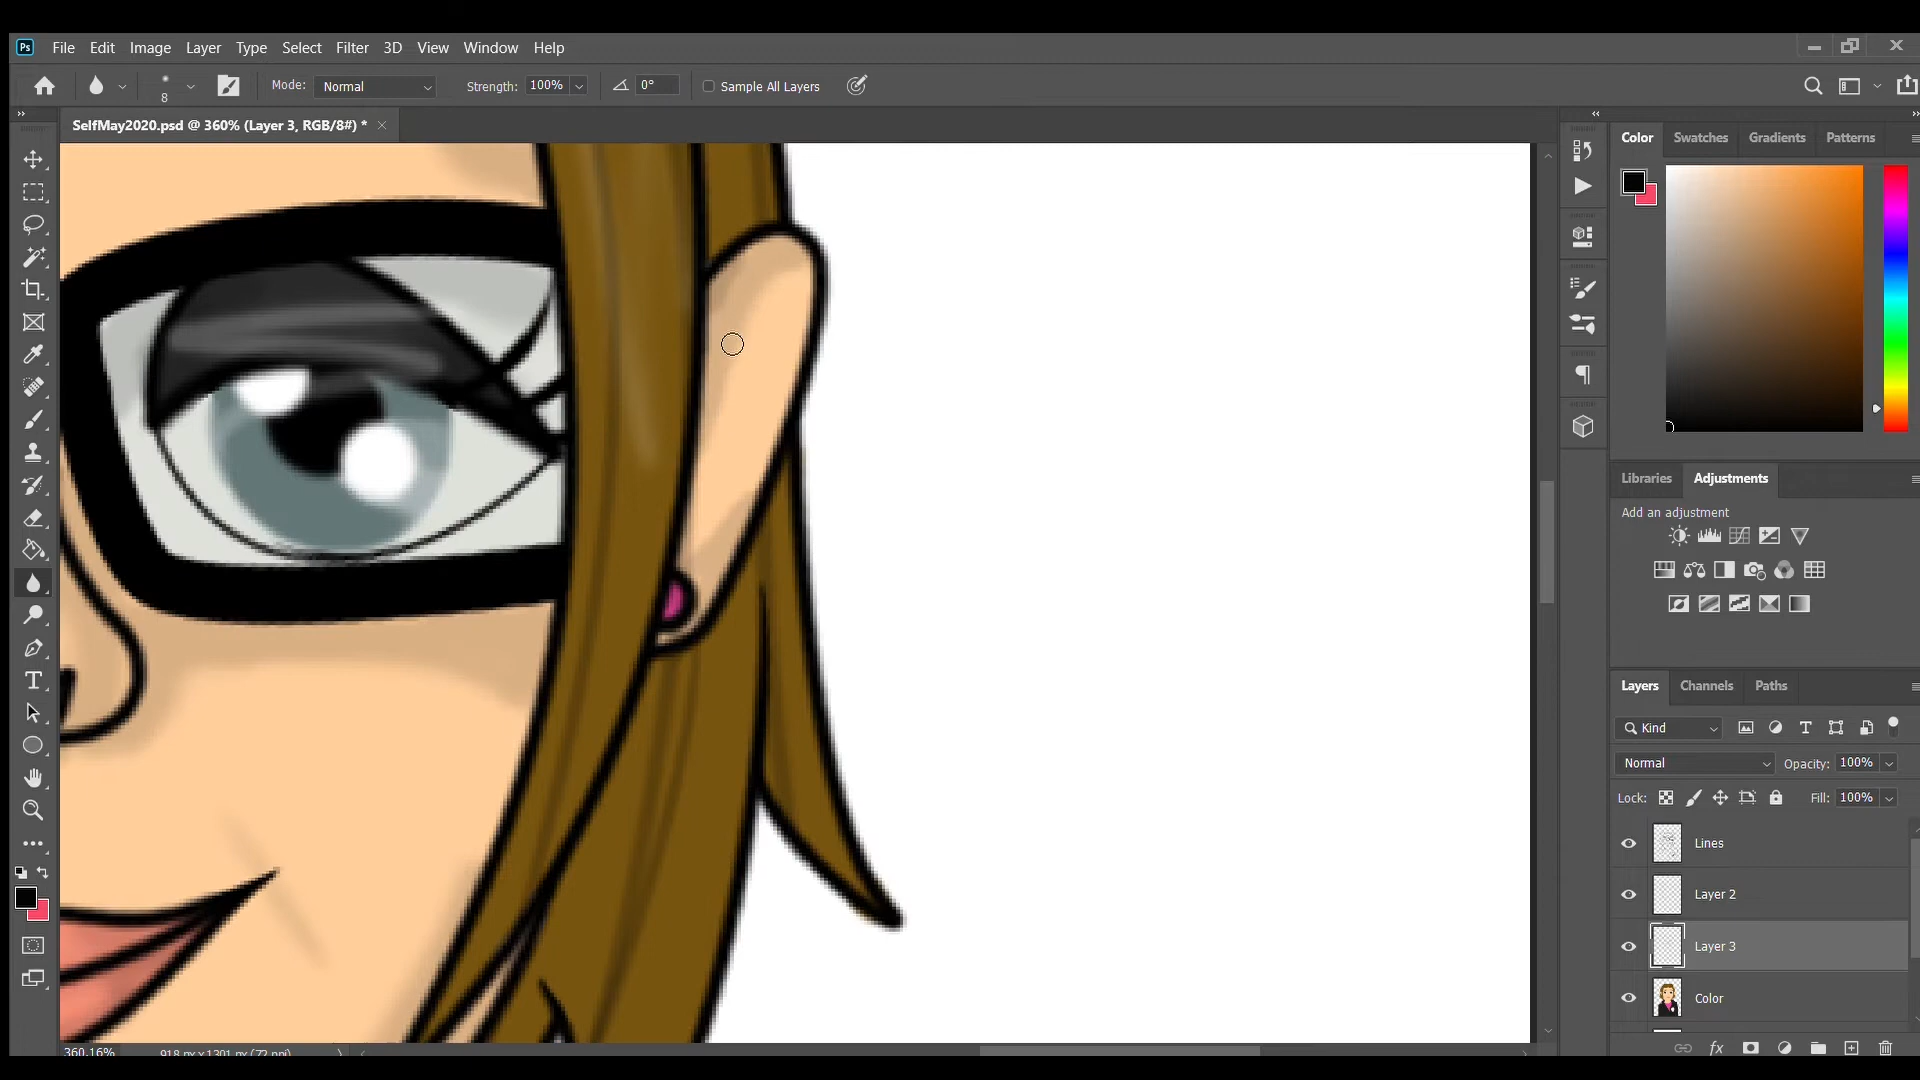 Ps File Edit Image Layer Type Select Filter 3D View Window Help
8 Mode: Normal Strength: 100% 0° Sample All Layers
SelfMay2020.psd @ 360% (Layer 3, RGB/8#) * ×
Color Swatches Gradients Patterns
Libraries Adjustments
Add an adjustment
Layers Channels Paths
Kind
Normal Opacity: 100%
Lock: Fill: 100%
Lines
Layer 2
Layer 3
Color
fx
360.16% 918 px x 1301 px (72 ppi)